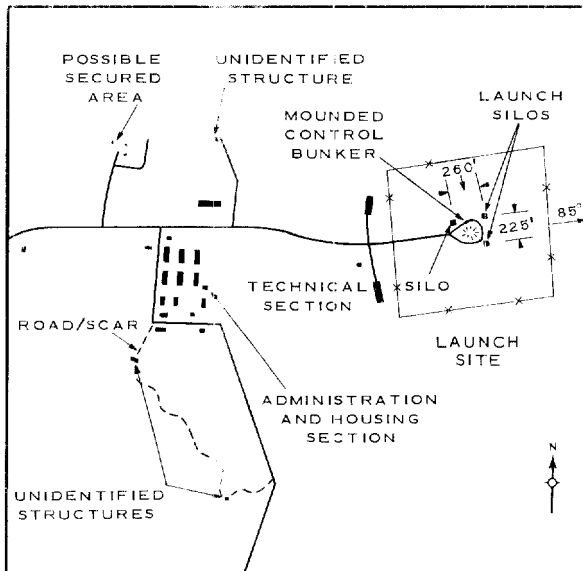 POSSIBLE
SECURED
AREA
UNIDENTIFIED
STRUCTURE
LAUNCH
SILOS
MOUNDED
CONTROL
BUNKER
260'
225'
85°
TECHNICAL
SECTION
SILO
LAUNCH
SITE
ROAD/SCAR
ADMINISTRATION
AND HOUSING
SECTION
N
UNIDENTIFIED
STRUCTURES